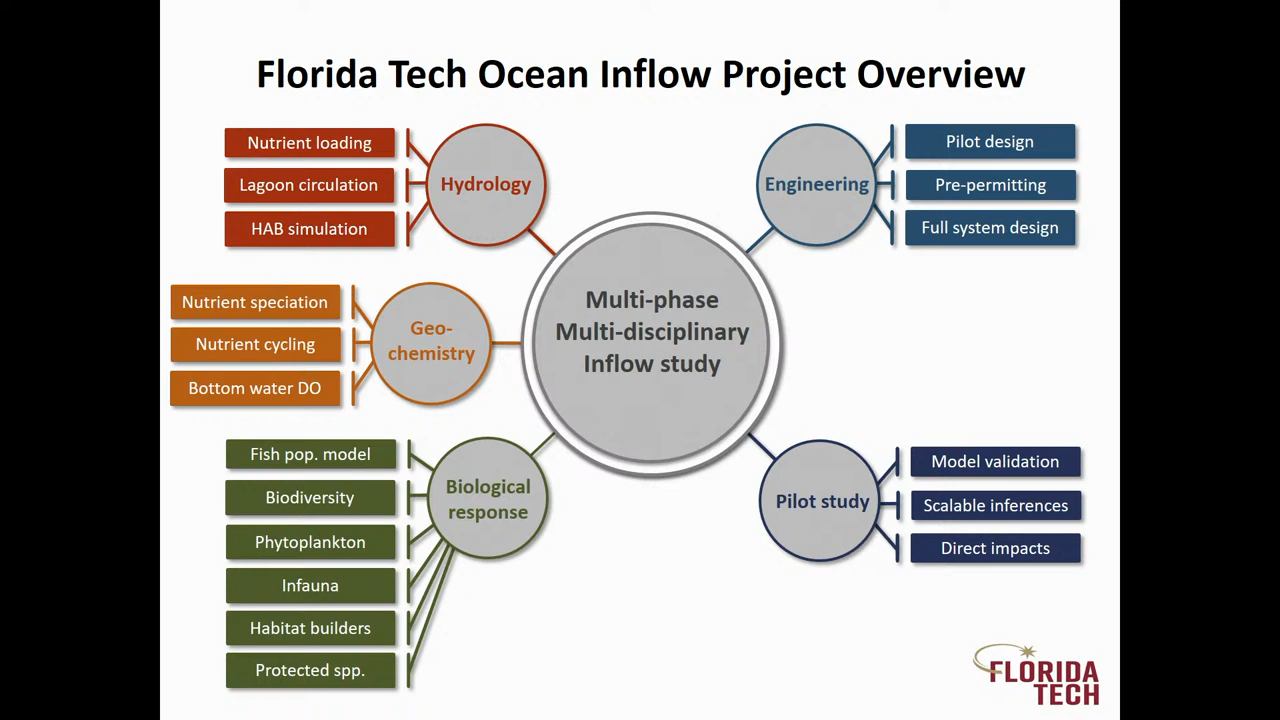 Florida Tech Ocean Inflow Project Overview
Nutrient loading
Lagoon circulation
HAB simulation
Hydrology
Engineering
Pilot design
Pre-permitting
Full system design
Nutrient speciation
Nutrient cycling
Bottom water DO
Geo-
chemistry
Multi-phase
Multi-disciplinary
Inflow study
Fish pop. model
Biodiversity
Phytoplankton
Infauna
Habitat builders
Protected spp.
Biological
response
Pilot study
Model validation
Scalable inferences
Direct impacts
FLORIDA
TECH